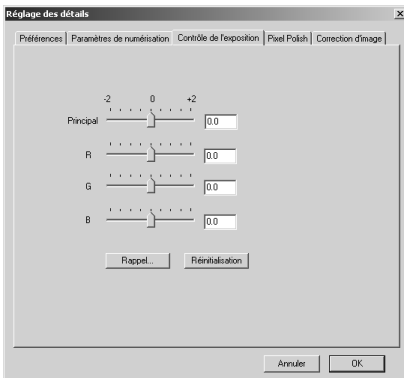 Réglage des détails
Préférences Paramètres de numérisation Contrôle de l'exposition Pixel Polish Correction d'image
-2 0 +2
Principal 0.0
R 0.0
G 0.0
B 0.0
Rappel... Réinitialisation
Annuler OK